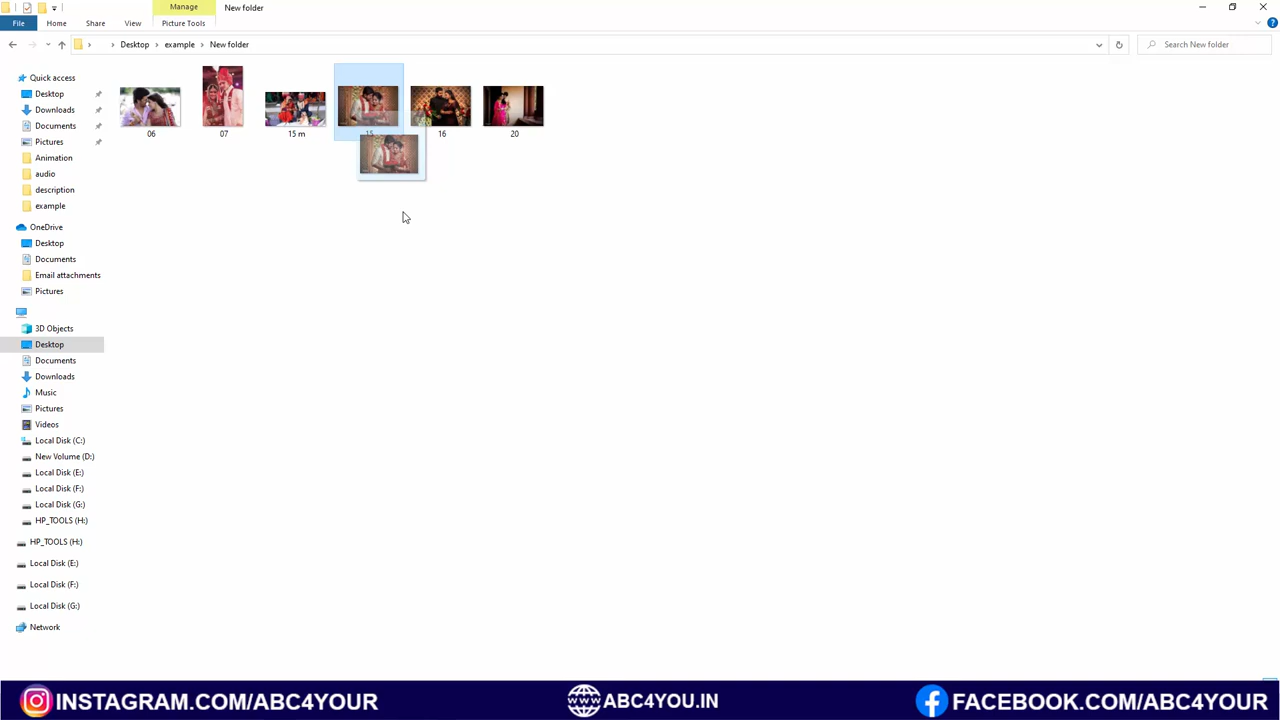 Manage
New folder
File
Home
Share
View
Picture Tools
Desktop
example
New folder
Search New folder
Quick access
Desktop
Downloads
Documents
Pictures
Animation
audio
description
example
OneDrive
Desktop
Documents
Email attachments
Pictures
3D Objects
Desktop
Documents
Downloads
Music
Pictures
Videos
Local Disk (C:)
New Volume (D:)
Local Disk (E:)
Local Disk (F:)
Local Disk (G:)
HP_TOOLS (H:)
HP_TOOLS (H:)
Local Disk (E:)
Local Disk (F:)
Local Disk (G:)
Network
06
07
15 m
15
16
20
INSTAGRAM.COM/ABC4YOUR
ABC4YOU.IN
FACEBOOK.COM/ABC4YOUR